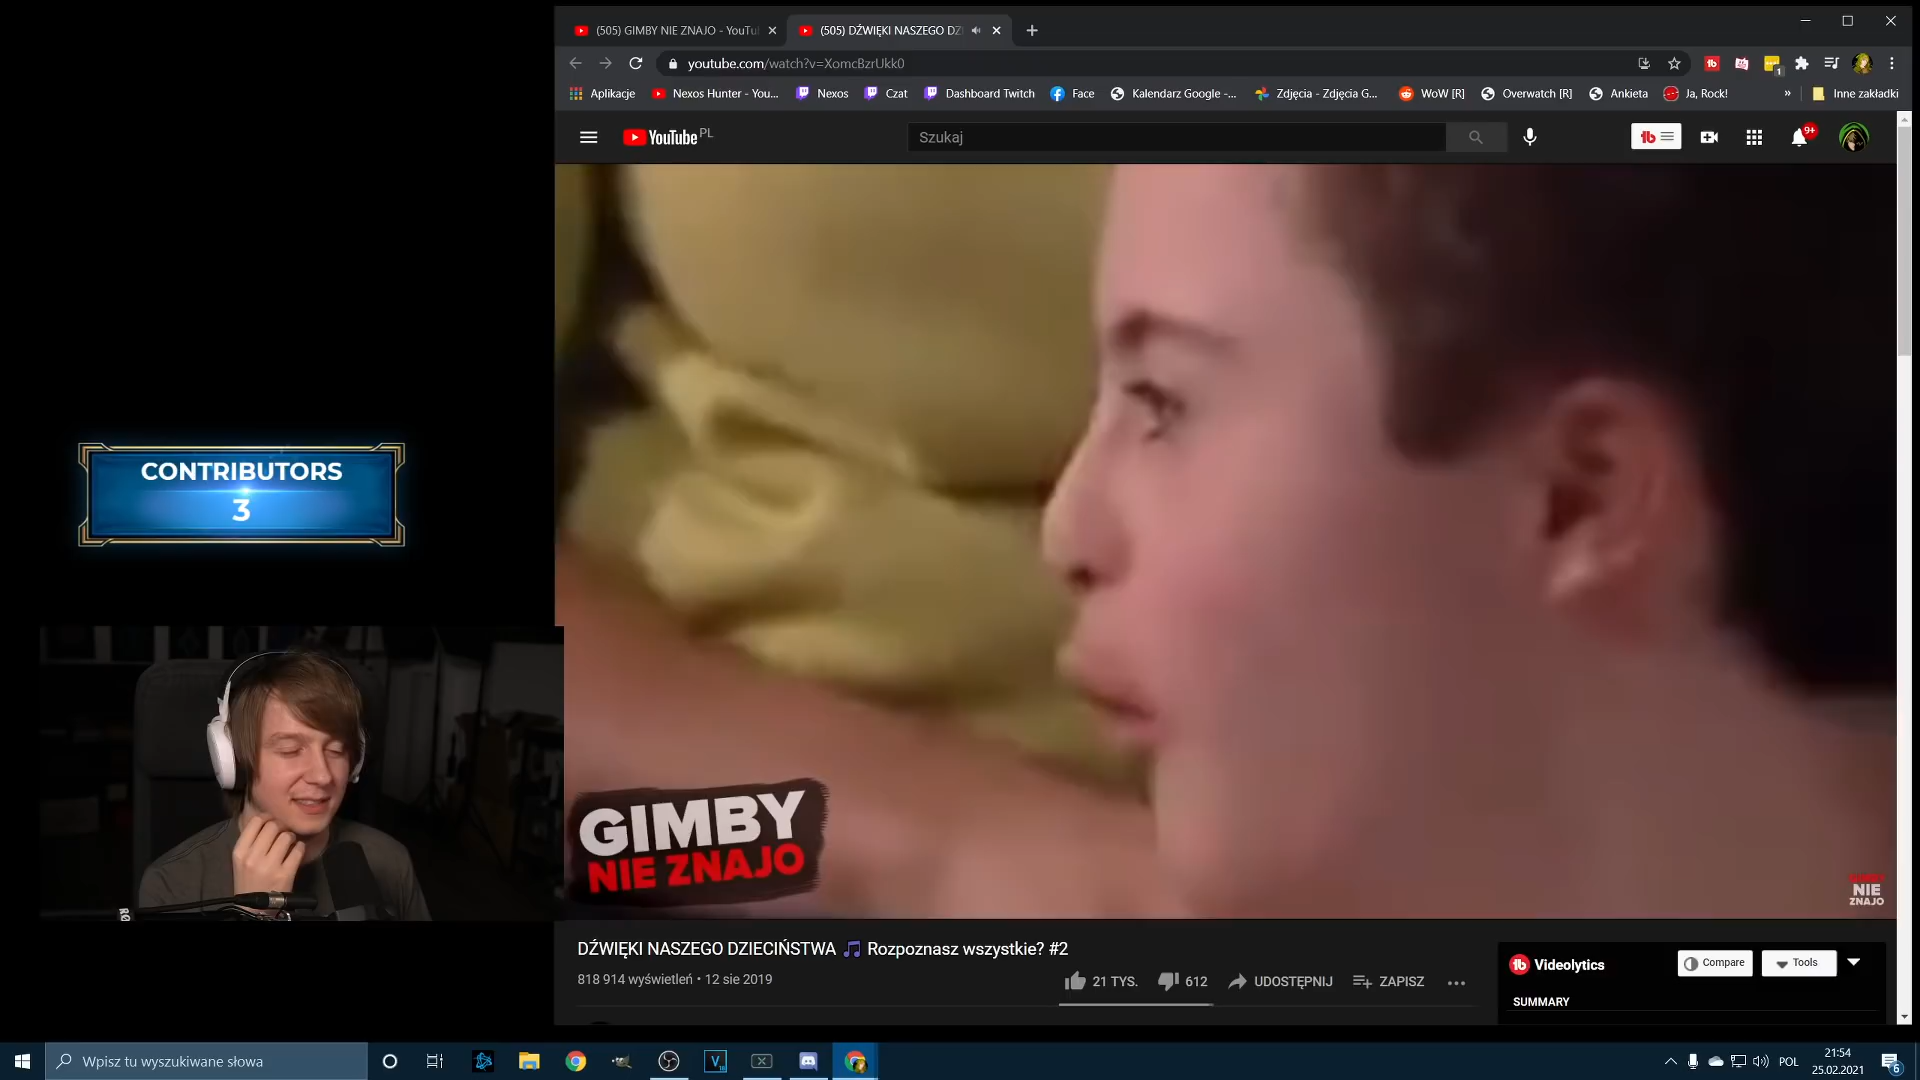 (505) GIMBY NIE ZNAJO - YouTu
(505) DŹWIĘKI NASZEGO DZ
youtube.com/watch?v=XomcBzrUkk0
Aplikacje
Nexos Hunter - You...
Nexos
Czat
Dashboard Twitch
Face
Kalendarz Google -...
Zdjęcia - Zdjęcia G...
WoW [R]
Overwatch [R]
Ankieta
Ja, Rock!
»
Inne zakładki
YouTube PL
Szukaj
9+
CONTRIBUTORS
3
GIMBY
NIE ZNAJO
GIMBY
NIE
ZNAJO
DŹWIĘKI NASZEGO DZIECIŃSTWA 🎵 Rozpoznasz wszystkie? #2
818 914 wyświetleń • 12 sie 2019
21 TYS.
612
UDOSTĘPNIJ
ZAPISZ
Videolytics
Compare
Tools
SUMMARY
Wpisz tu wyszukiwane słowa
POL
21:54
25.02.2021
6